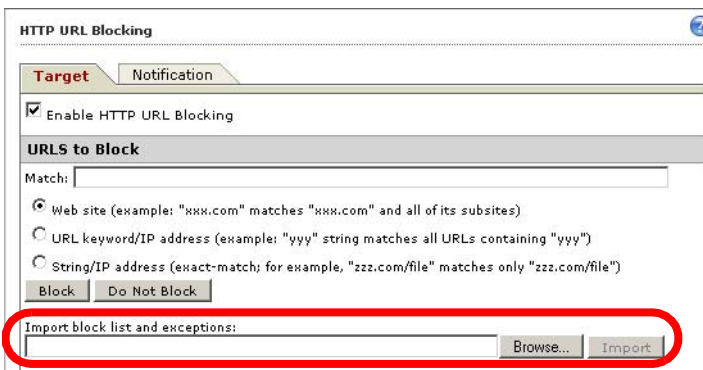 HTTP URL Blocking
?
Target Notification
Enable HTTP URL Blocking
URLS to Block
Match:
Web site (example: "xxx.com" matches "xxx.com" and all of its subsites)
URL keyword/IP address (example: "yyy" string matches all URLs containing "yyy")
String/IP address (exact-match; for example, "zzz.com/file" matches only "zzz.com/file")
Block Do Not Block
Import block list and exceptions:
Browse... Import